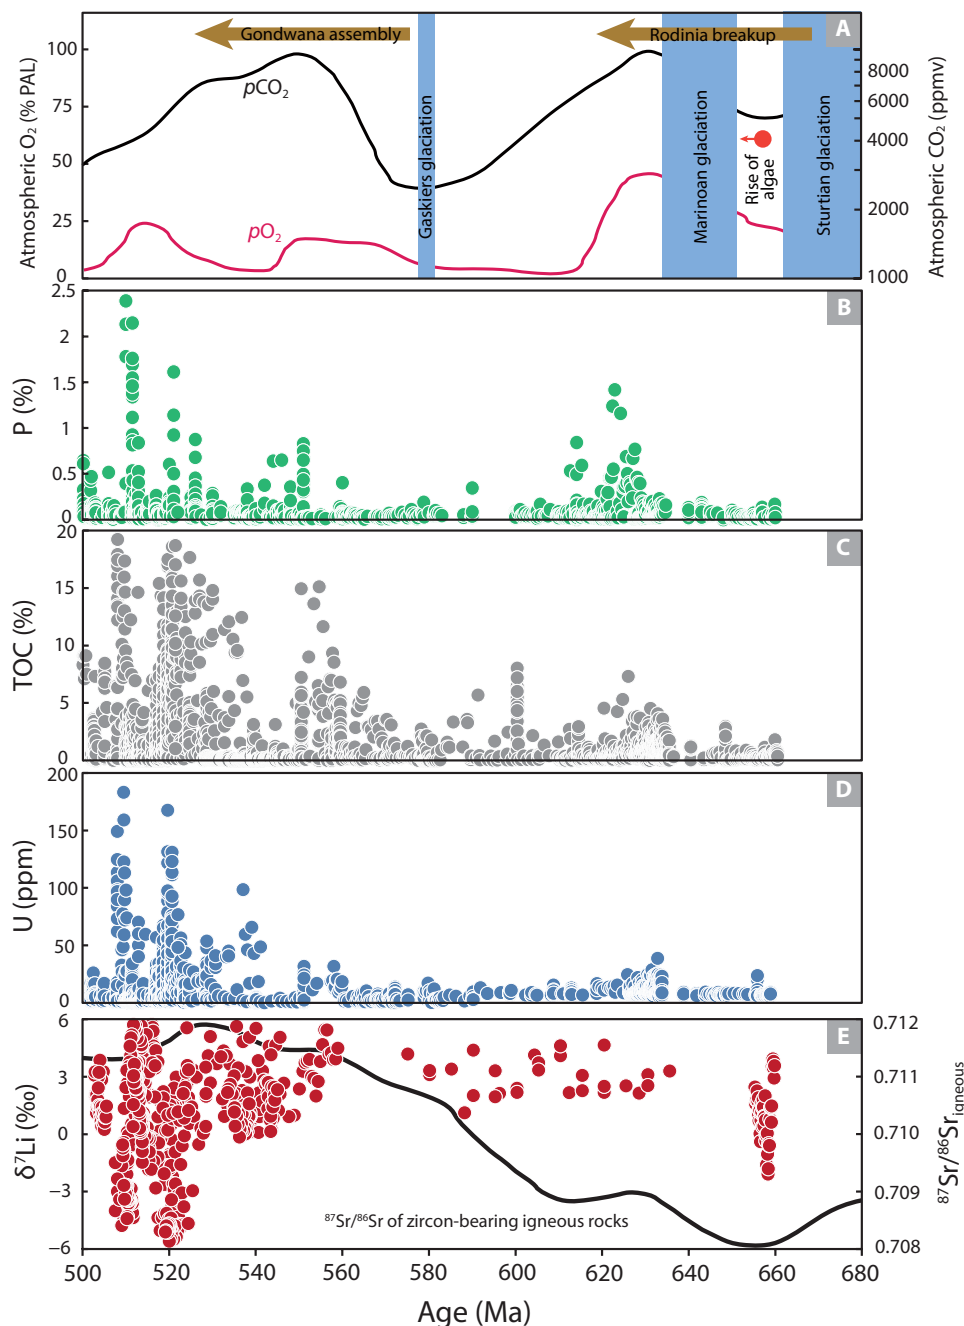 A
Gondwana assembly
Rodinia breakup
pCO₂
pO₂
Gaskiers glaciation
Marinoan glaciation
Rise of
algae
Sturtian glaciation
Atmospheric O₂ (% PAL)
100
75
50
25
0
Atmospheric CO₂ (ppmv)
8000
6000
4000
2000
1000
B
P (%)
2.5
2
1.5
1
0.5
0
C
TOC (%)
20
15
10
5
0
D
U (ppm)
200
150
100
50
0
E
δ⁷Li (‰)
6
3
0
−3
−6
⁸⁷Sr/⁸⁶Sr of zircon-bearing igneous rocks
0.712
0.711
0.710
0.709
0.708
⁸⁷Sr/⁸⁶Sr igneous
500 520 540 560 580 600 620 640 660 680
Age (Ma)